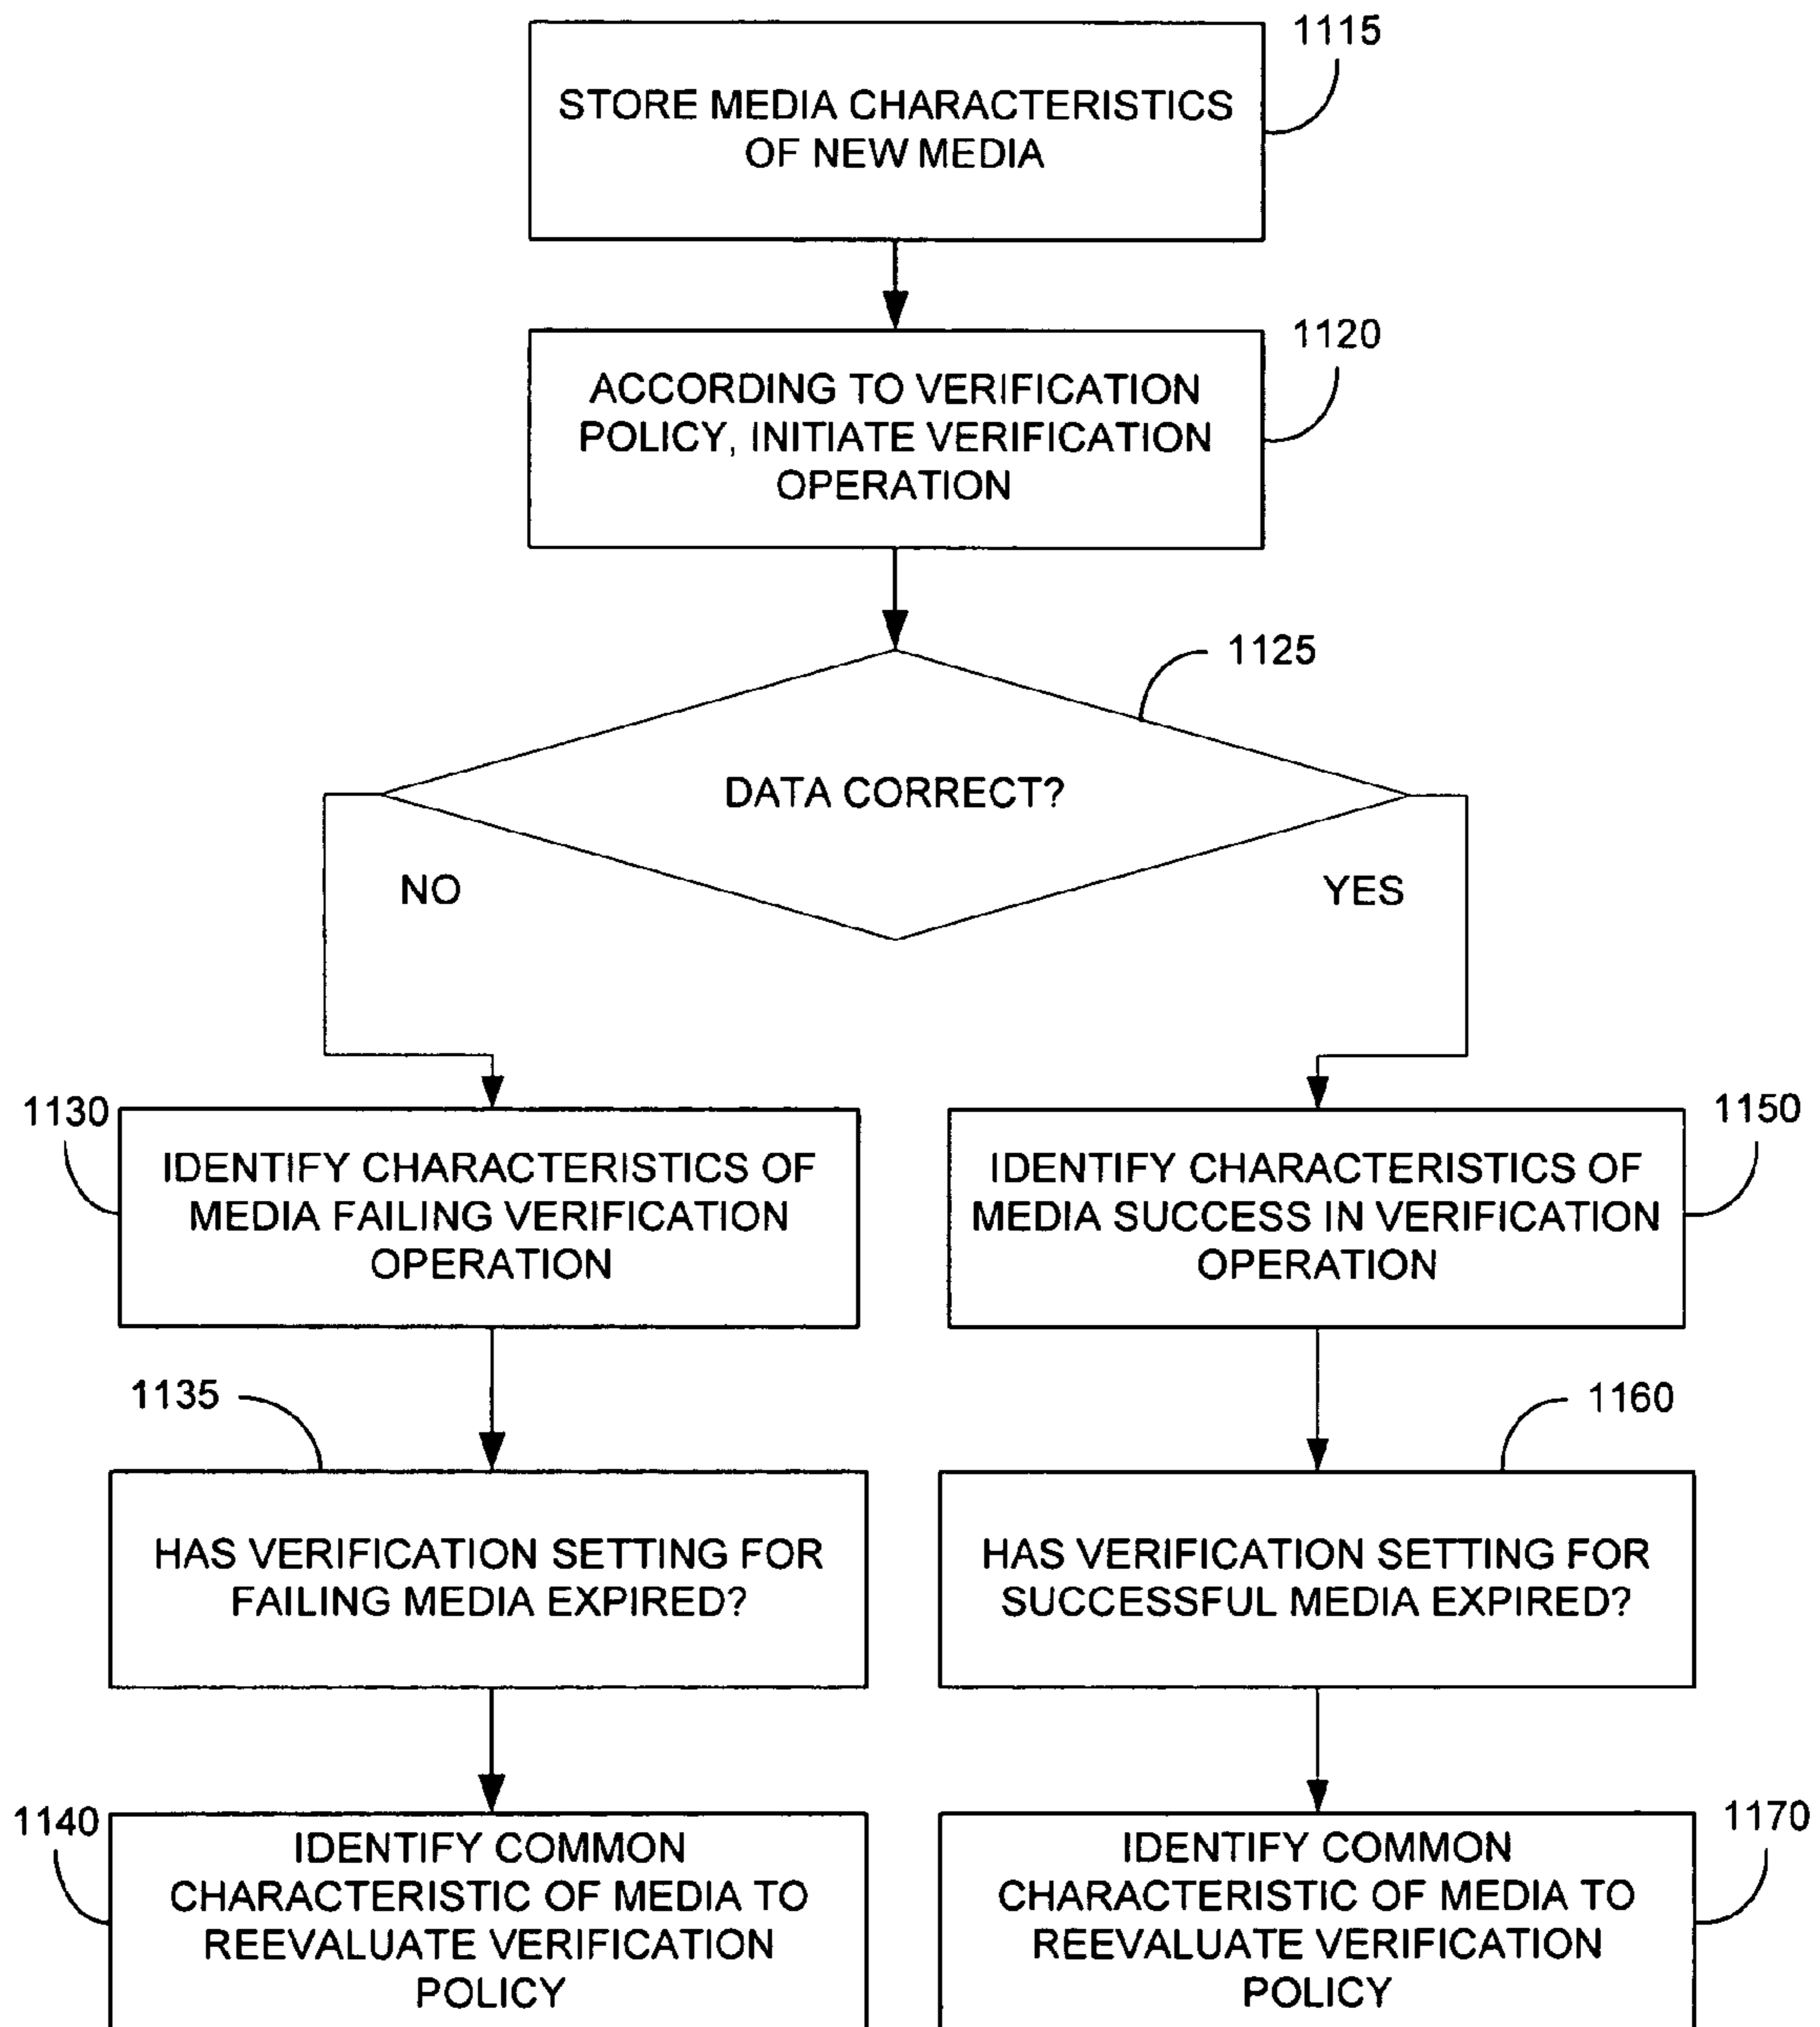 1115
STORE MEDIA CHARACTERISTICS
OF NEW MEDIA
1120
ACCORDING TO VERIFICATION
POLICY, INITIATE VERIFICATION
OPERATION
1125
DATA CORRECT?
NO
YES
1130
IDENTIFY CHARACTERISTICS OF
MEDIA FAILING VERIFICATION
OPERATION
1150
IDENTIFY CHARACTERISTICS OF
MEDIA SUCCESS IN VERIFICATION
OPERATION
1135
HAS VERIFICATION SETTING FOR
FAILING MEDIA EXPIRED?
1160
HAS VERIFICATION SETTING FOR
SUCCESSFUL MEDIA EXPIRED?
1140
IDENTIFY COMMON
CHARACTERISTIC OF MEDIA TO
REEVALUATE VERIFICATION
POLICY
1170
IDENTIFY COMMON
CHARACTERISTIC OF MEDIA TO
REEVALUATE VERIFICATION
POLICY